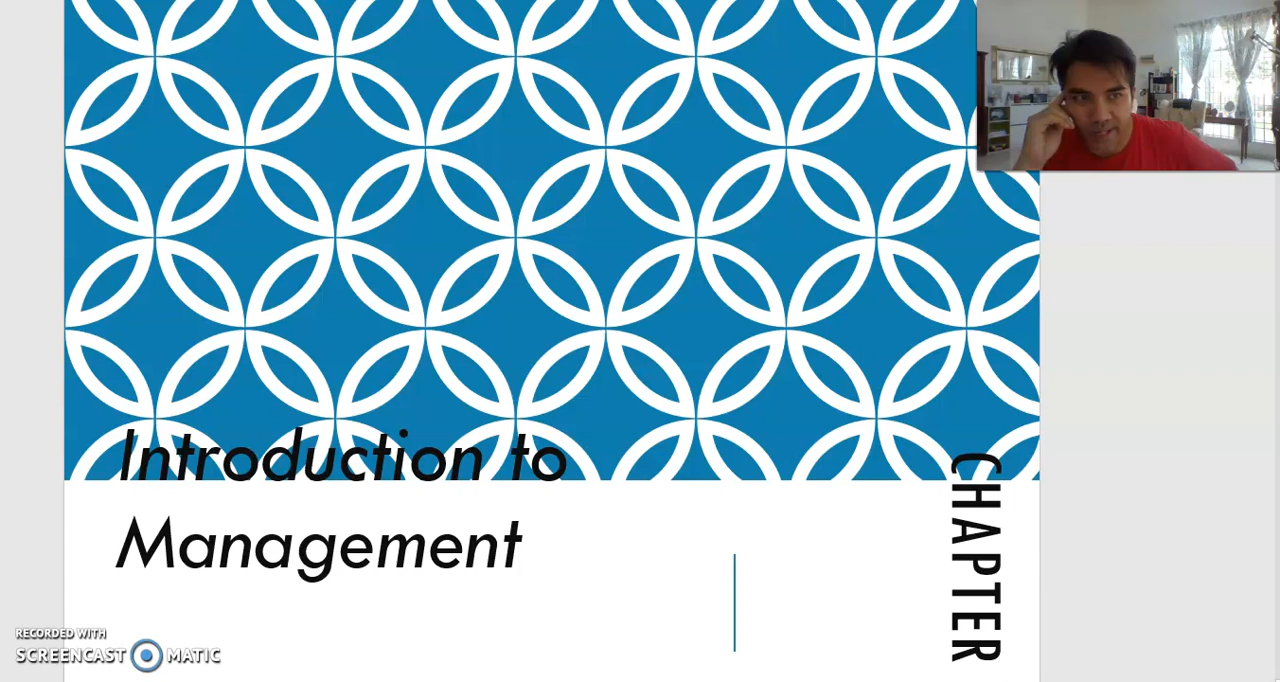 Introduction to
Management
CHAPTER
RECORDED WITH
SCREENCAST MATIC